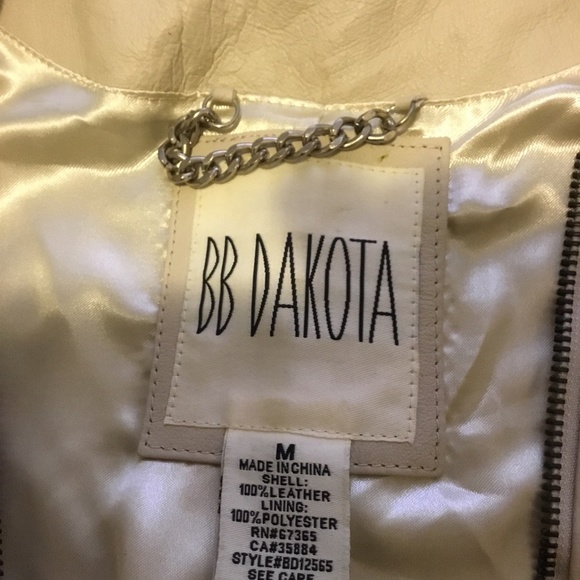 BB DAKOTA
M
MADE IN CHINA
SHELL:
100%LEATHER
LINING:
100%POLYESTER
RN#67365
CA#35884
STYLE#BD12565
SEE CARE